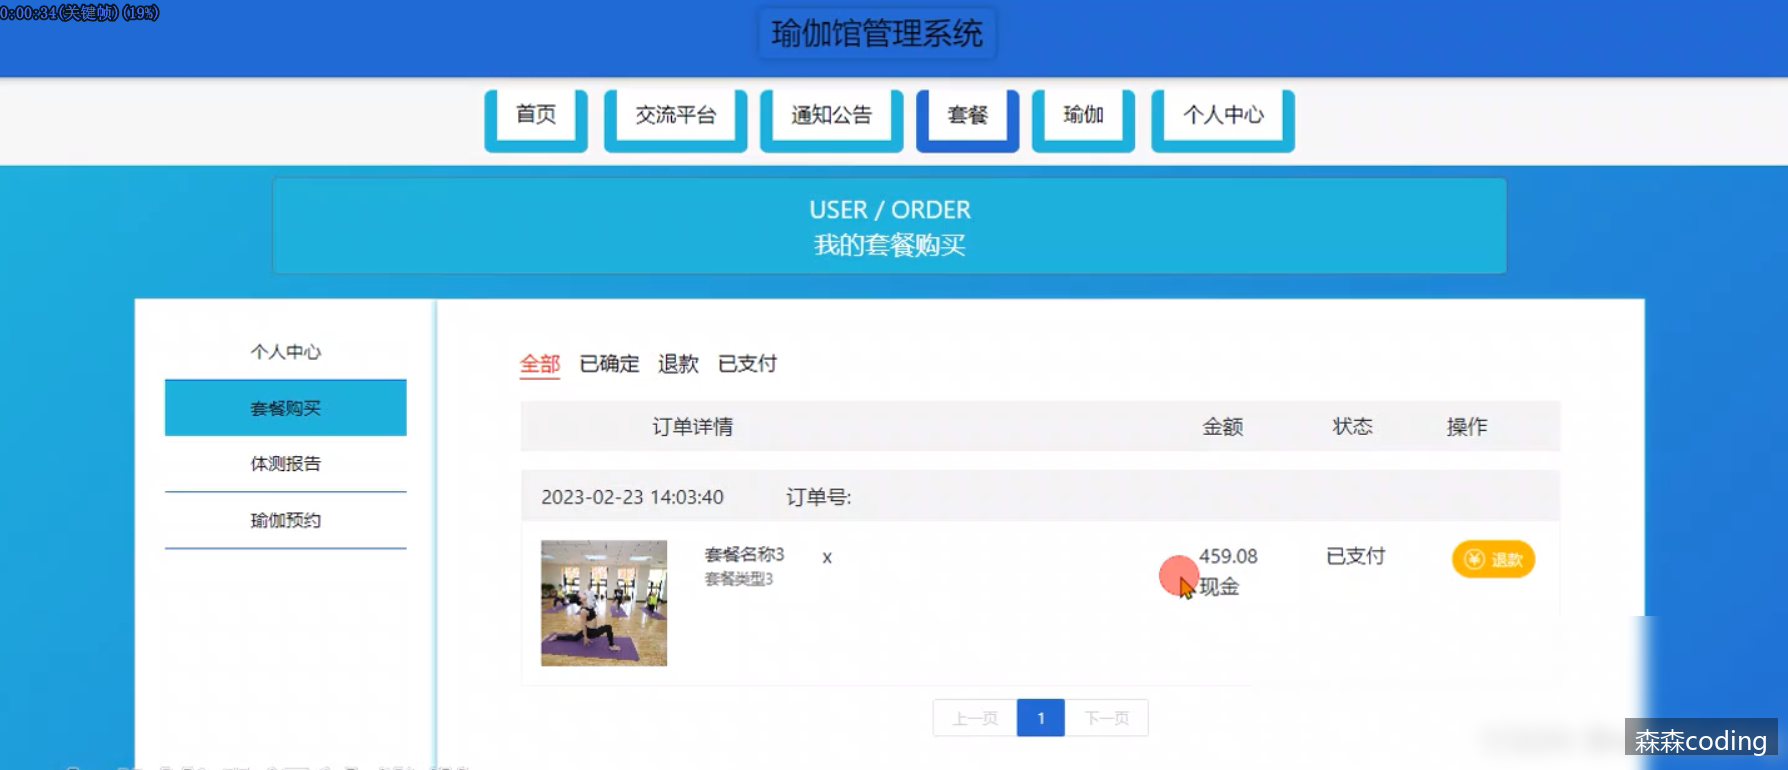 0:00:34(关键帧)(19%)
瑜伽馆管理系统
首页 交流平台 通知公告 套餐 瑜伽 个人中心
USER / ORDER
我的套餐购买
个人中心
套餐购买
体测报告
瑜伽预约
全部 已确定 退款 已支付
订单详情 金额 状态 操作
2023-02-23 14:03:40 订单号:
套餐名称3 x 459.08 已支付 退款
套餐类型3 现金
上一页 1 下一页
森森coding